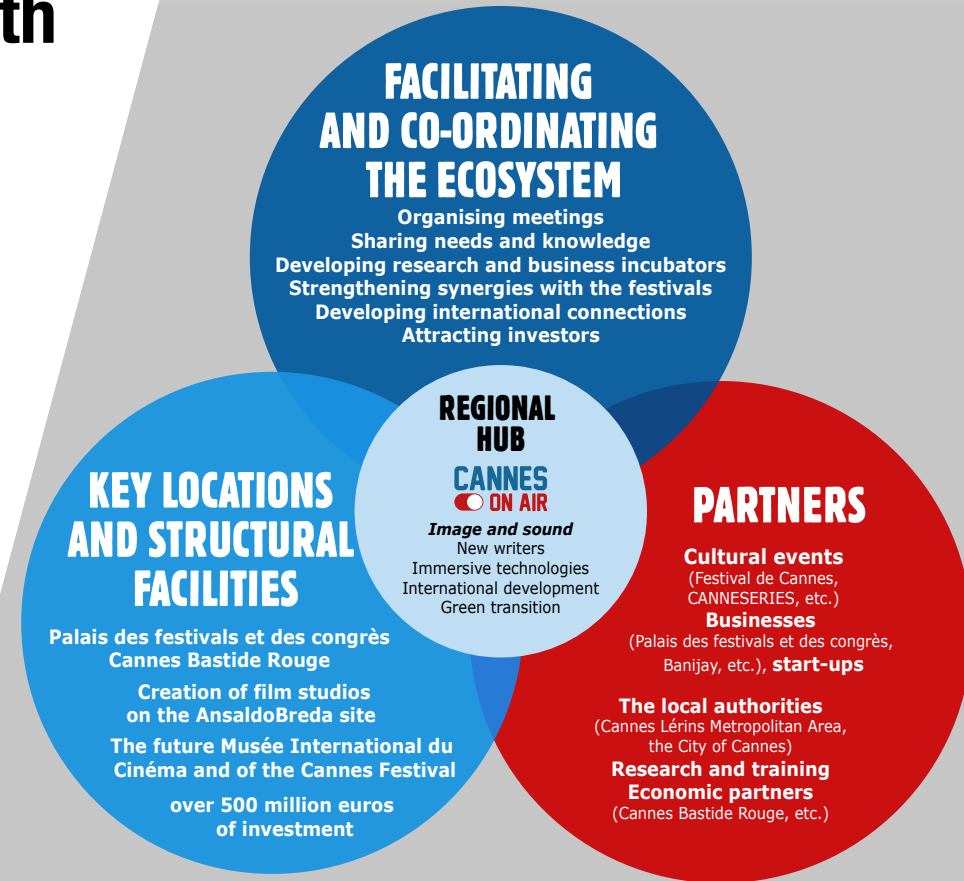 th
FACILITATING
AND CO-ORDINATING
THE ECOSYSTEM
Organising meetings
Sharing needs and knowledge
Developing research and business incubators
Strengthening synergies with the festivals
Developing international connections
Attracting investors
REGIONAL
HUB
CANNES
ON AIR
Image and sound
New writers
Immersive technologies
International development
Green transition
KEY LOCATIONS
AND STRUCTURAL
FACILITIES
Palais des festivals et des congrès
Cannes Bastide Rouge
Creation of film studios
on the AnsaldoBreda site
The future Musée International du
Cinéma and of the Cannes Festival
over 500 million euros
of investment
PARTNERS
Cultural events
(Festival de Cannes,
CANNESERIES, etc.)
Businesses
(Palais des festivals et des congrès,
Banijay, etc.), start-ups
The local authorities
(Cannes Lérins Metropolitan Area,
the City of Cannes)
Research and training
Economic partners
(Cannes Bastide Rouge, etc.)